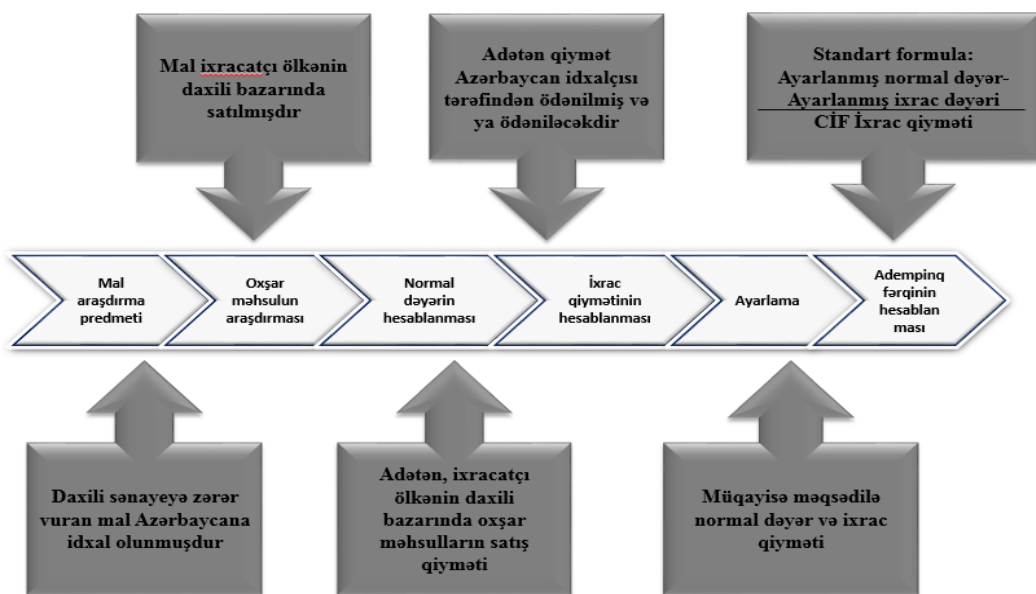 Mal ixracatçı ölkənin
daxili bazarında
satılmışdır
Adətən qiymət
Azərbaycan idxalçısı
tərəfindən ödənilmiş və
ya ödəniləcəkdir
Standart formula:
Ayarlanmış normal dəyər-
Ayarlanmış ixrac dəyəri
CİF İxrac qiyməti
Mal
araşdırma
predmeti
Oxşar
məhsulun
araşdırması
Normal
dəyərin
hesablanması
İxrac
qiymətinin
hesablanması
Ayarlama
Adempinq
fərqinin
hesablan
ması
Daxili sənayeyə zərər
vuran mal Azərbaycana
idxal olunmuşdur
Adətən, ixracatçı
ölkənin daxili
bazarında oxşar
məhsulların satış
qiyməti
Müqayisə məqsədilə
normal dəyər və ixrac
qiyməti